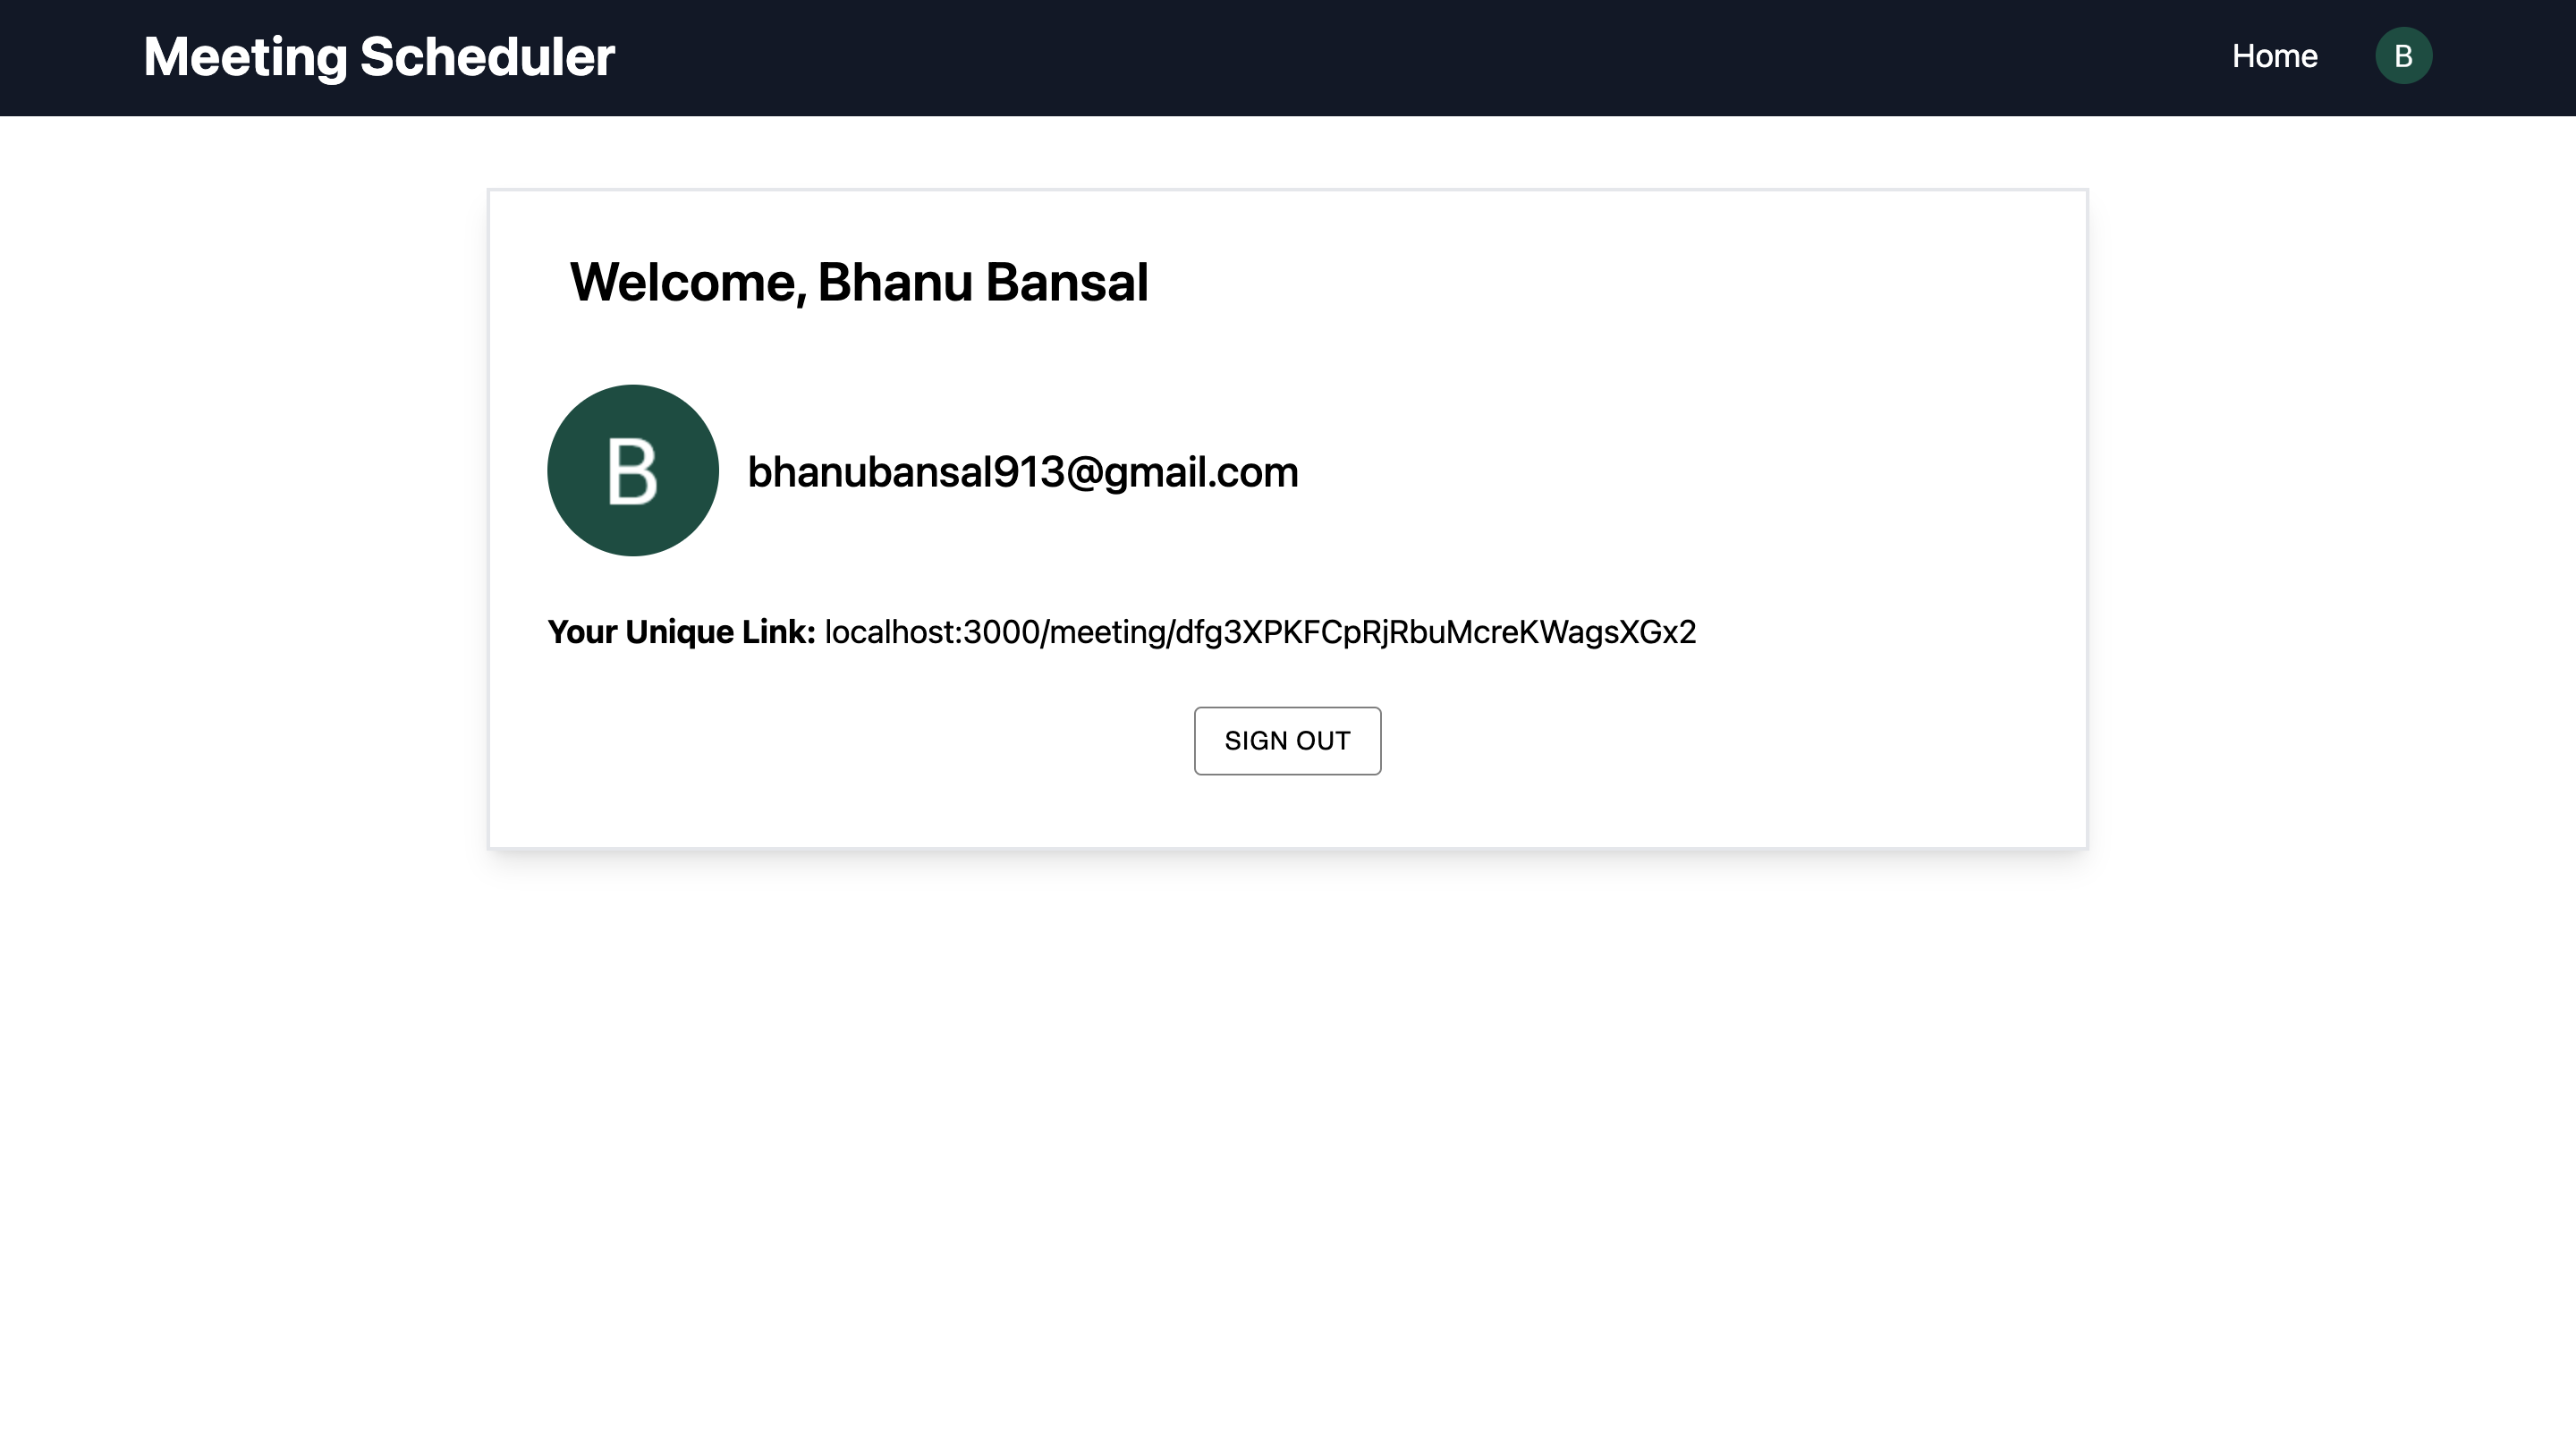 Meeting Scheduler
Home
B
Welcome, Bhanu Bansal
B
bhanubansal913@gmail.com
Your Unique Link: localhost:3000/meeting/dfg3XPKFCpRjRbuMcreKWagsXGx2
SIGN OUT